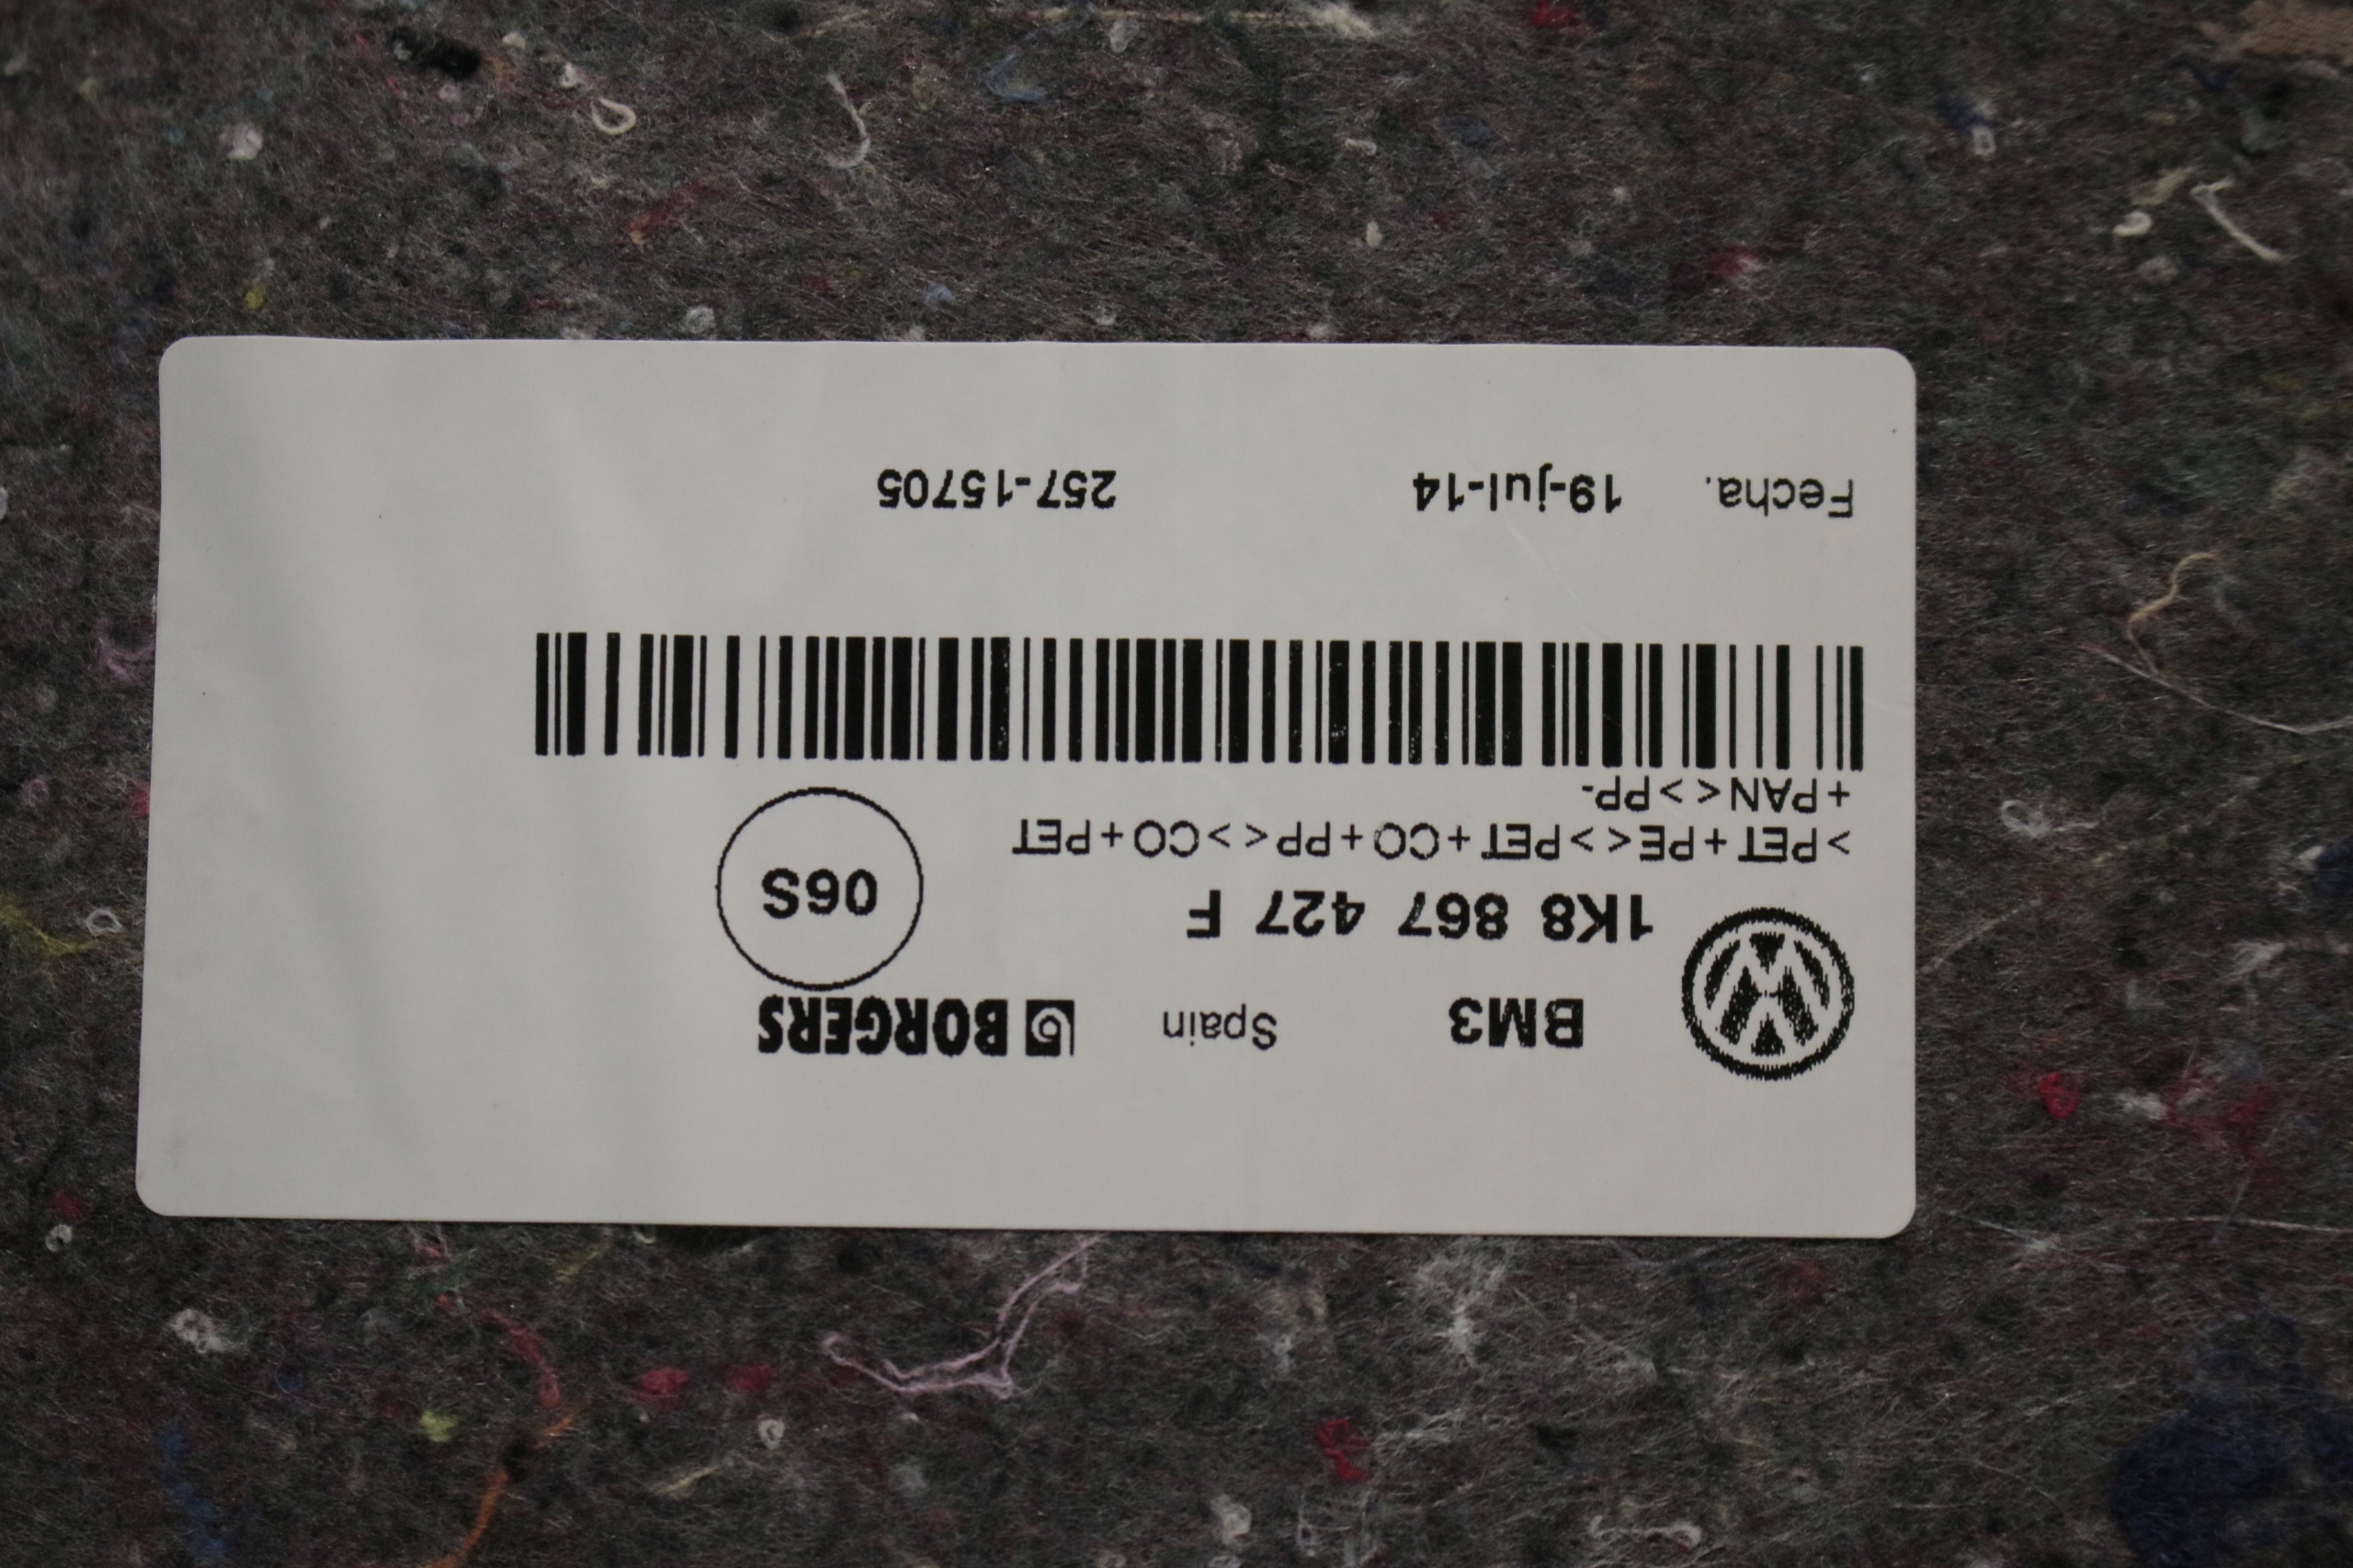 BM3 Spain BORGERS
1K8 867 427 F 06S
>PET+PE<>PET+CO+PP<>CO+PET
+PAN<>PP-
Fecha. 19-jul-14 257-15705